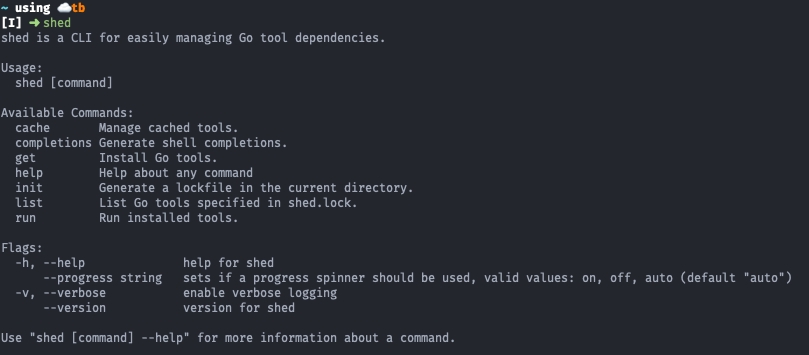 ~ using ☁️tb
[I] ➜ shed
shed is a CLI for easily managing Go tool dependencies.

Usage:
  shed [command]

Available Commands:
  cache       Manage cached tools.
  completions Generate shell completions.
  get         Install Go tools.
  help        Help about any command
  init        Generate a lockfile in the current directory.
  list        List Go tools specified in shed.lock.
  run         Run installed tools.

Flags:
  -h, --help              help for shed
      --progress string   sets if a progress spinner should be used, valid values: on, off, auto (default "auto")
  -v, --verbose           enable verbose logging
      --version           version for shed

Use "shed [command] --help" for more information about a command.